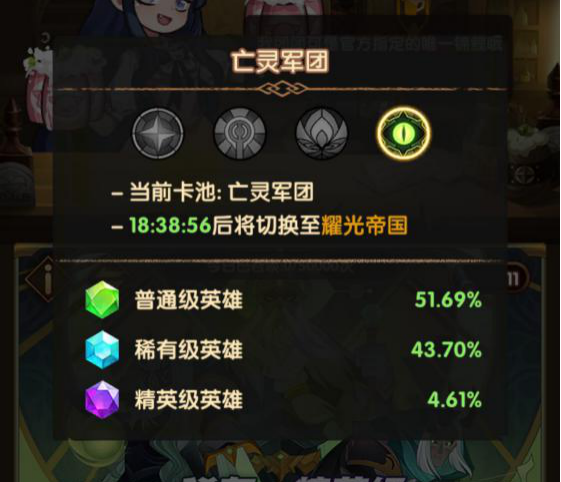 亡灵军团
– 当前卡池: 亡灵军团
– 18:38:56后将切换至耀光帝国
普通级英雄 51.69%
稀有级英雄 43.70%
精英级英雄 4.61%